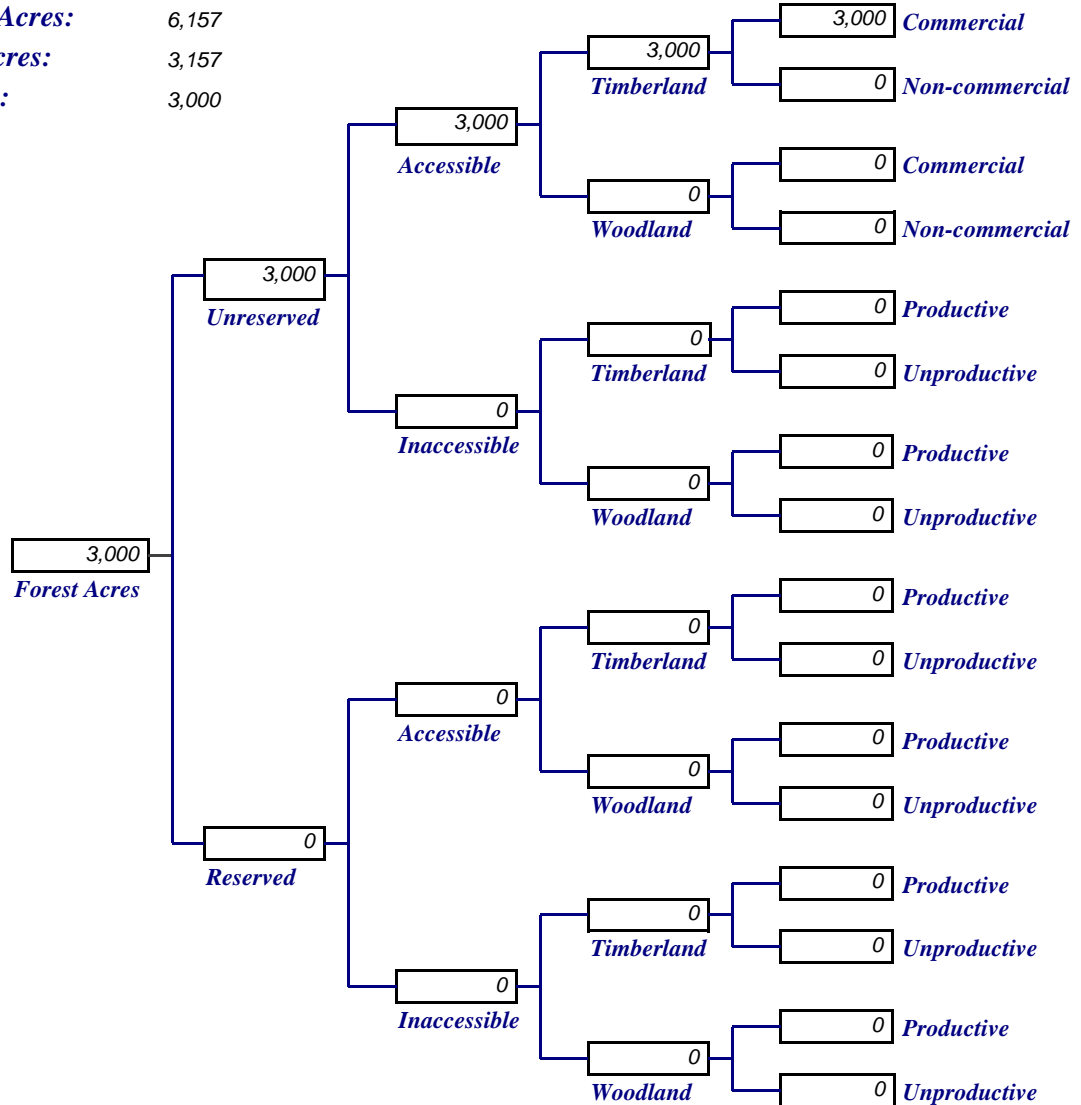 Acres: 6,157
cres: 3,157
: 3,000
3,000 Commercial
3,000
Timberland
0 Non-commercial
3,000
Accessible
0 Commercial
0
Woodland
0 Non-commercial
3,000
Unreserved
0 Productive
0
Timberland
0 Unproductive
0
Inaccessible
0 Productive
0
Woodland
0 Unproductive
3,000
Forest Acres
0 Productive
0
Timberland
0 Unproductive
0
Accessible
0 Productive
0
Woodland
0 Unproductive
0
Reserved
0 Productive
0
Timberland
0 Unproductive
0
Inaccessible
0 Productive
0
Woodland
0 Unproductive